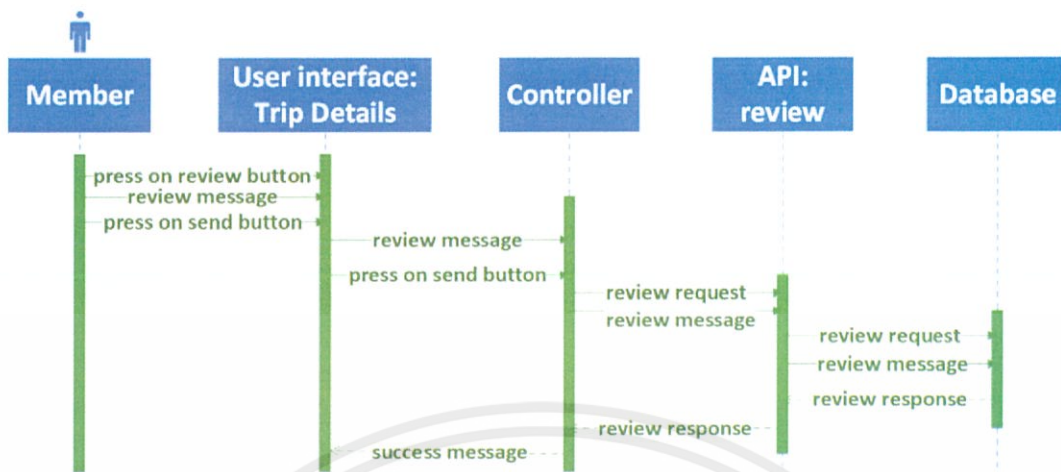 Member
User interface:
Trip Details
Controller
API:
review
Database
press on review button
review message
press on send button
review message
press on send button
review request
review message
review request
review message
review response
review response
success message